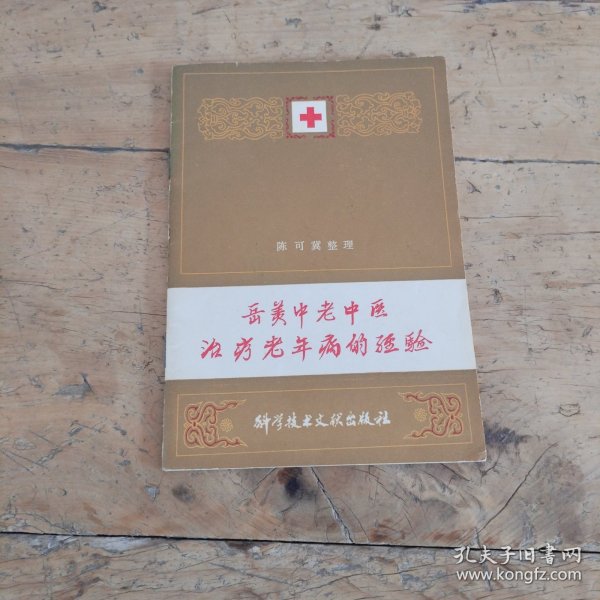 陈可冀整理
岳美中老中医
治疗老年病的经验
科学技术文献出版社
孔夫子旧书网
www.kongfz.com